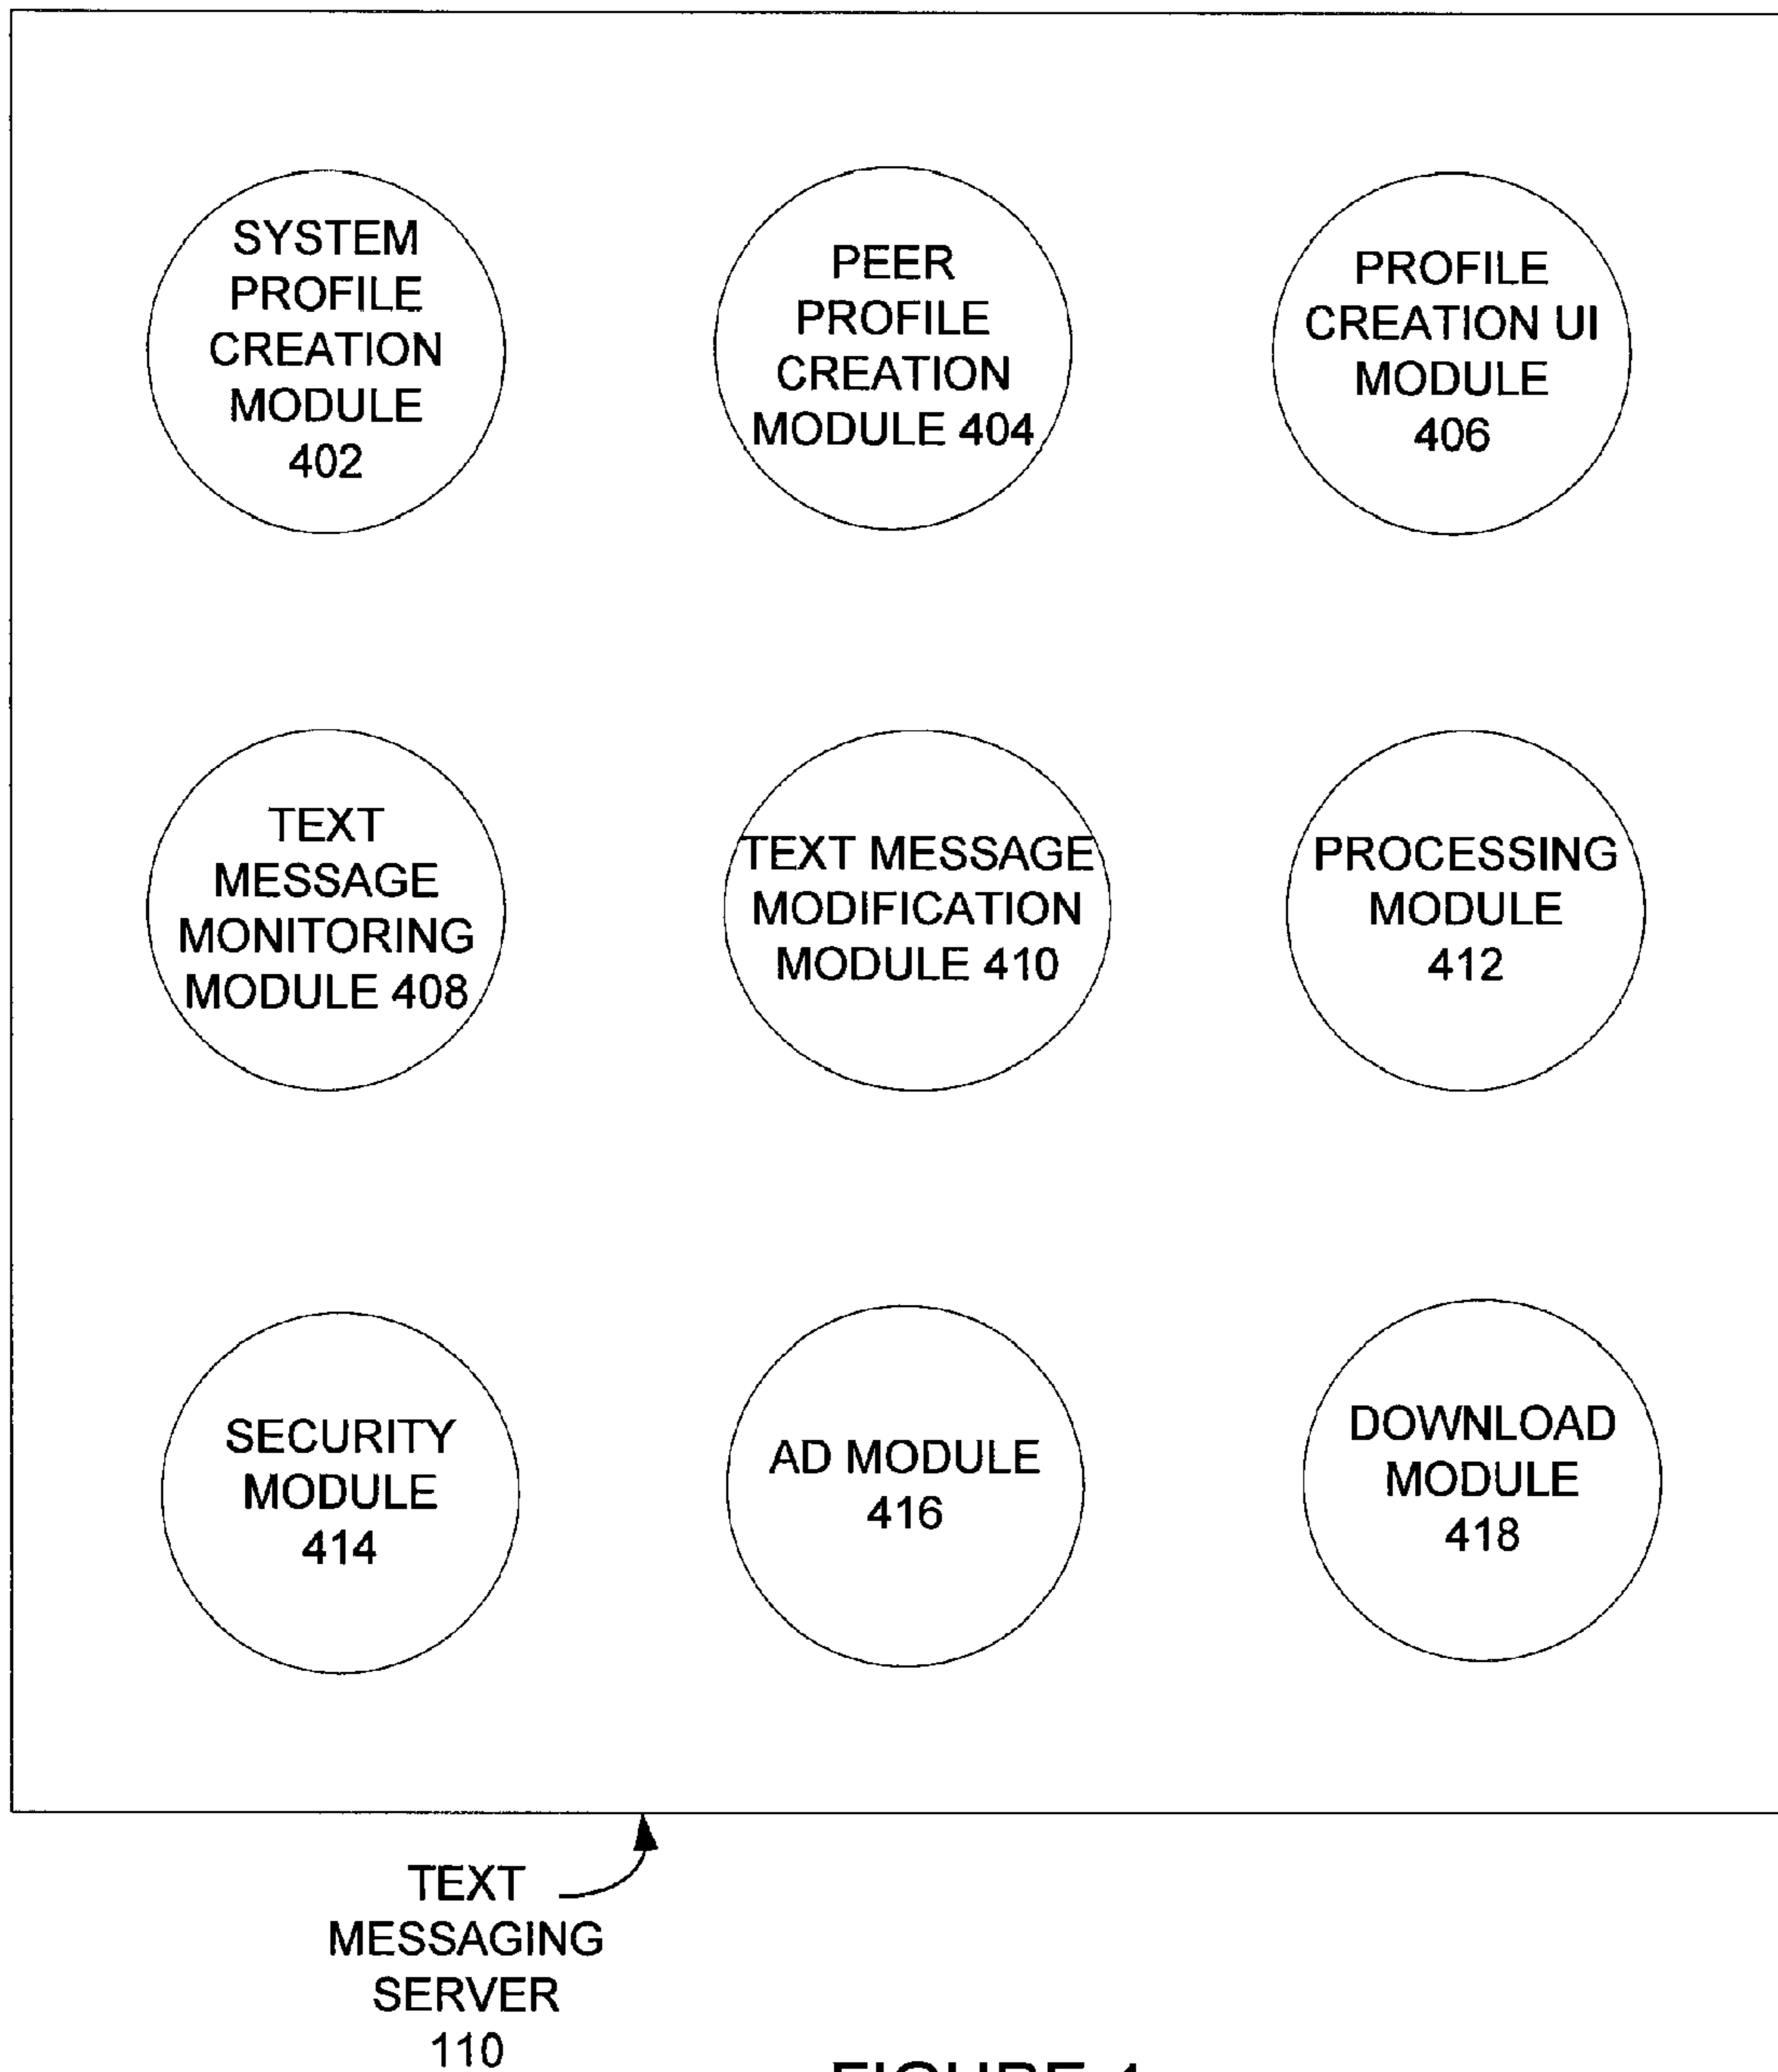 SYSTEM
PROFILE
CREATION
MODULE
402
PEER
PROFILE
CREATION
MODULE 404
PROFILE
CREATION UI
MODULE
406
TEXT
MESSAGE
MONITORING
MODULE 408
TEXT MESSAGE
MODIFICATION
MODULE 410
PROCESSING
MODULE
412
SECURITY
MODULE
414
AD MODULE
416
DOWNLOAD
MODULE
418
TEXT
MESSAGING
SERVER
110
FIGURE